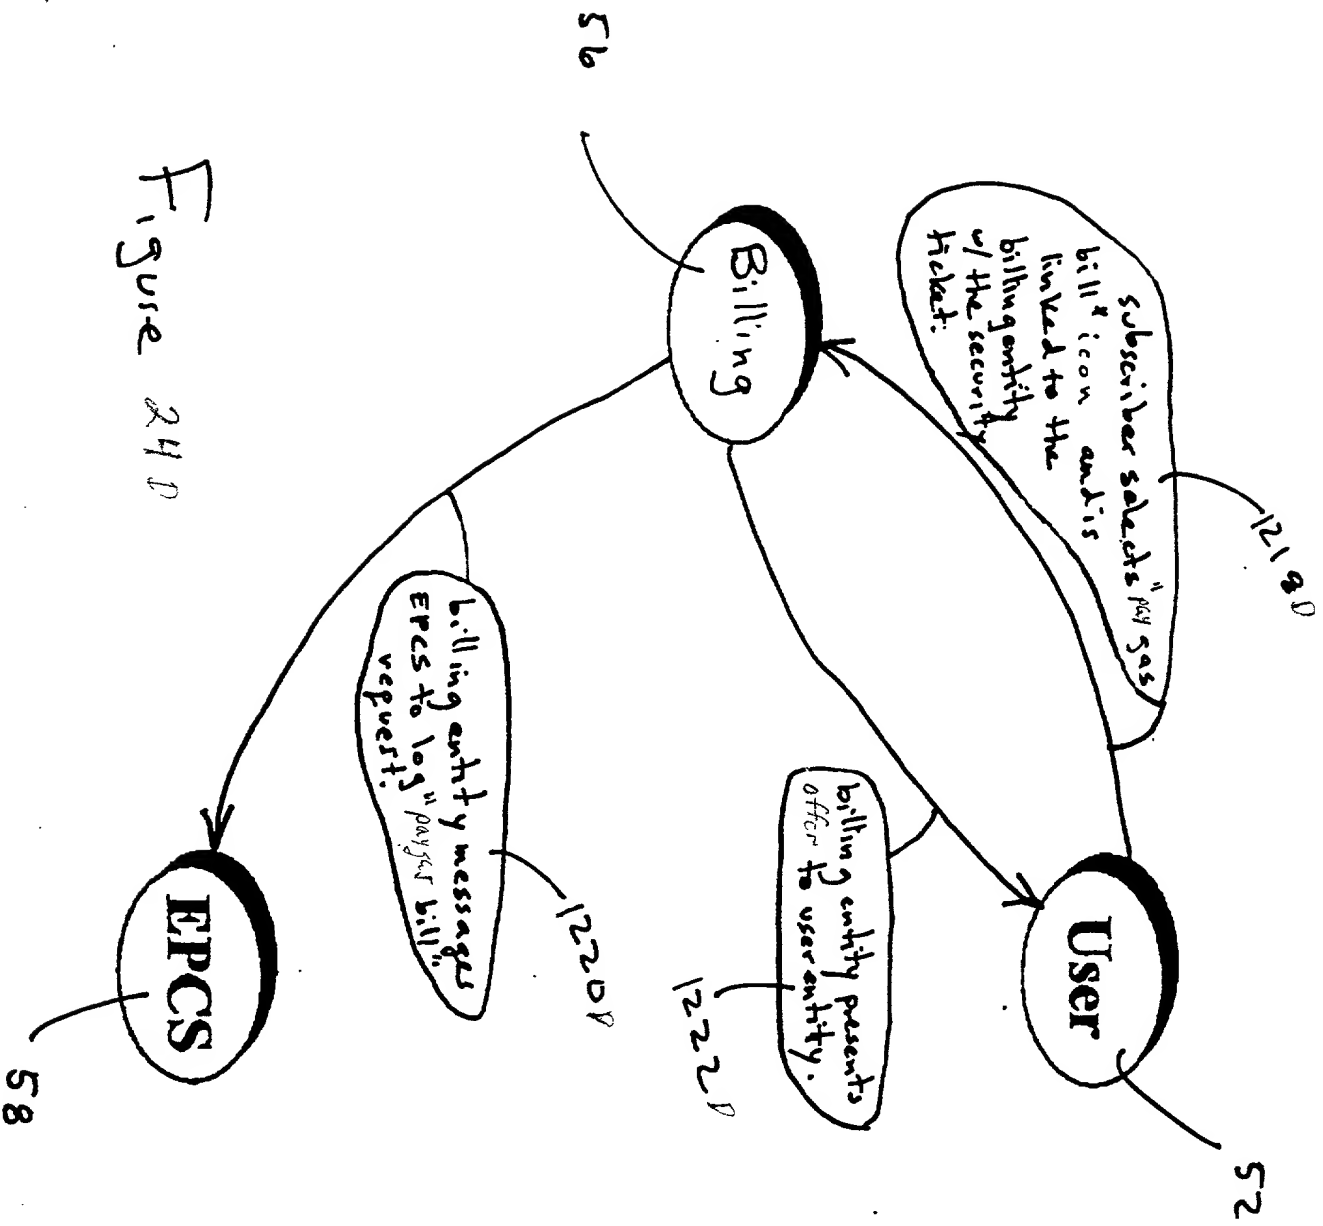 1218D
subscriber selects "pay gas
bill" icon and is
linked to the
billing entity
w/ the security
ticket.
52
User
billing entity presents
offer to user entity.
1222D
56
Billing
1220D
billing entity messages
EPCS to log "pay gas bill"
request.
EPCS
58
Figure 24D